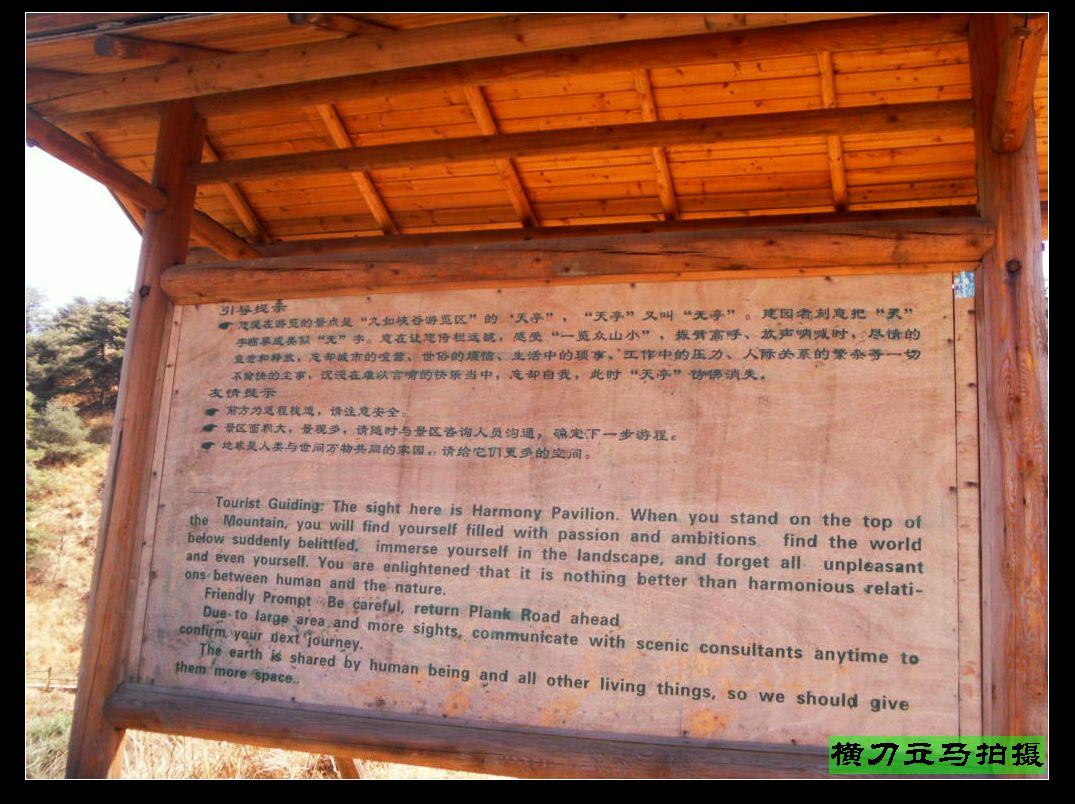 引导提示
☛ 您现在游览的景点是“九如峡谷游览区”的“天亭”，“天亭”又叫“无亭”。建园者刻意把“天”
字临摹成类似“无”字。意在让您倚栏远眺，感受“一览众山小”，振臂高呼、放声呐喊时，尽情的
宣泄和释放，忘却城市的喧嚣、世俗的烦恼、生活中的琐事、工作中的压力、人际关系的繁杂等一切
不愉快的尘事，沉浸在难以言喻的快乐当中，忘却自我，此时“天亭”仿佛消失。
友情提示
☛ 前方为返程栈道，请注意安全。
☛ 景区面积大，景观多，请随时与景区咨询人员沟通，确定下一步游程。
☛ 地球是人类与世间万物共同的家园，请给它们更多的空间。
Tourist Guiding: The sight here is Harmony Pavilion. When you stand on the top of
the Mountain, you will find yourself filled with passion and ambitions find the world
below suddenly belittled, immerse yourself in the landscape, and forget all unpleasant
and even yourself. You are enlightened that it is nothing better than harmonious relati-
ons between human and the nature.
Friendly Prompt Be careful, return Plank Road ahead
Due to large area and more sights, communicate with scenic consultants anytime to
confirm your next journey.
The earth is shared by human being and all other living things, so we should give
them more space.
横刀立马拍摄